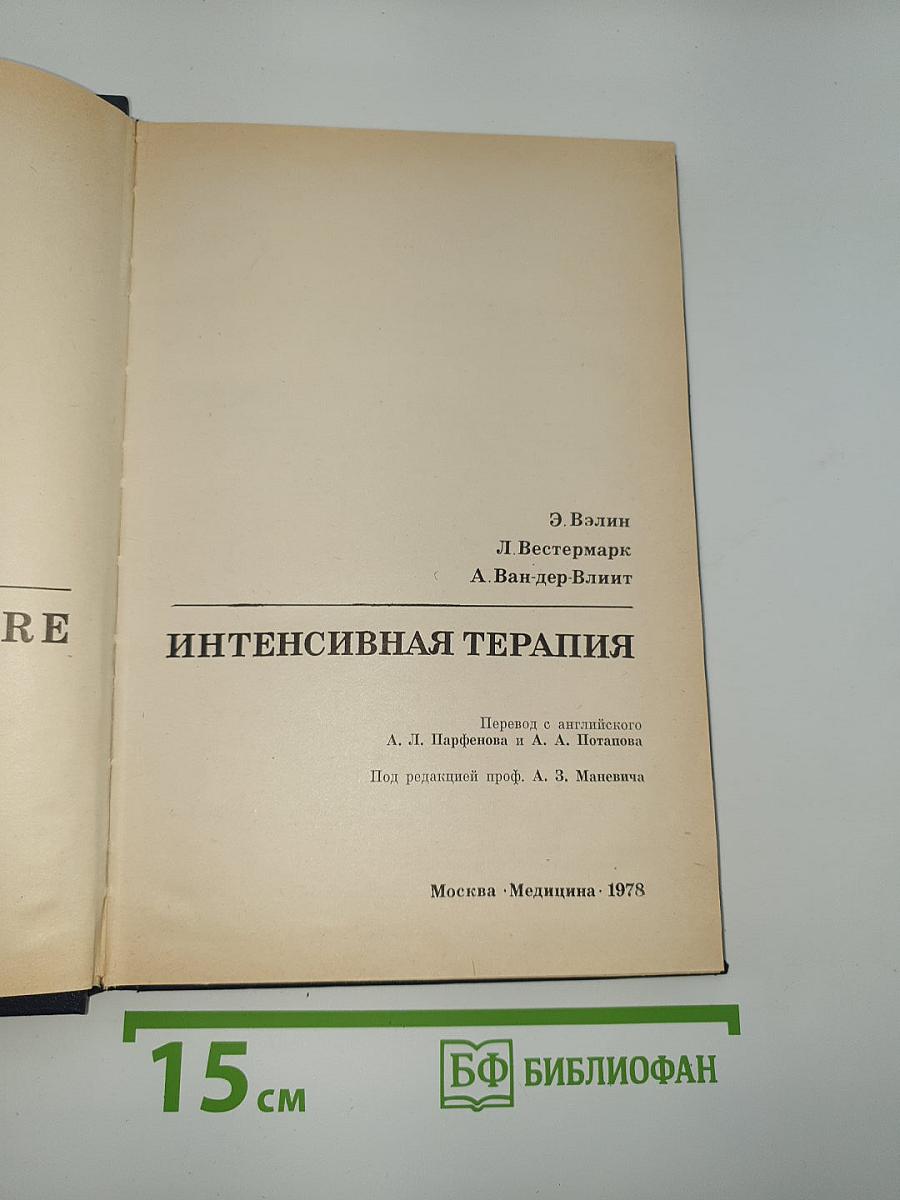 RE
Э. Вэлин
Л. Вестермарк
А. Ван-дер-Влиит
ИНТЕНСИВНАЯ ТЕРАПИЯ
Перевод с английского
А. Л. Парфенова и А. А. Потапова
Под редакцией проф. А. З. Маневича
Москва · Медицина · 1978
15 см
БФ БИБЛИОФАН